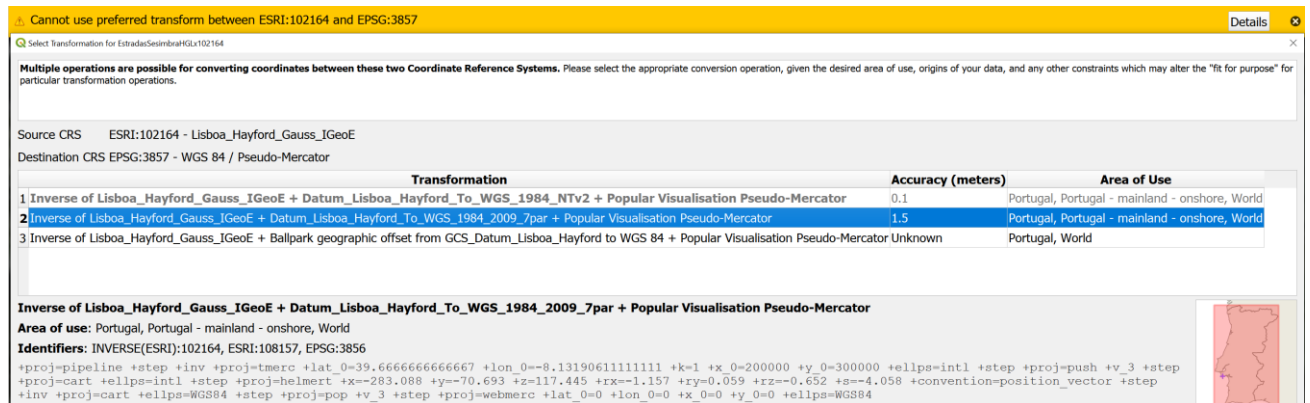 Cannot use preferred transform between ESRI:102164 and EPSG:3857 Details
Select Transformation for EstradasSesimbraHGLx102164
Multiple operations are possible for converting coordinates between these two Coordinate Reference Systems. Please select the appropriate conversion operation, given the desired area of use, origins of your data, and any other constraints which may alter the "fit for purpose" for
particular transformation operations.
Source CRS ESRI:102164 - Lisboa_Hayford_Gauss_IGeoE
Destination CRS EPSG:3857 - WGS 84 / Pseudo-Mercator
Transformation Accuracy (meters) Area of Use
1 Inverse of Lisboa_Hayford_Gauss_IGeoE + Datum_Lisboa_Hayford_To_WGS_1984_NTv2 + Popular Visualisation Pseudo-Mercator 0.1 Portugal, Portugal - mainland - onshore, World
2 Inverse of Lisboa_Hayford_Gauss_IGeoE + Datum_Lisboa_Hayford_To_WGS_1984_2009_7par + Popular Visualisation Pseudo-Mercator 1.5 Portugal, Portugal - mainland - onshore, World
3 Inverse of Lisboa_Hayford_Gauss_IGeoE + Ballpark geographic offset from GCS_Datum_Lisboa_Hayford to WGS 84 + Popular Visualisation Pseudo-Mercator Unknown Portugal, World
Inverse of Lisboa_Hayford_Gauss_IGeoE + Datum_Lisboa_Hayford_To_WGS_1984_2009_7par + Popular Visualisation Pseudo-Mercator
Area of use: Portugal, Portugal - mainland - onshore, World
Identifiers: INVERSE(ESRI):102164, ESRI:108157, EPSG:3856
+proj=pipeline +step +inv +proj=tmerc +lat_0=39.6666666666667 +lon_0=-8.13190611111111 +k=1 +x_0=200000 +y_0=300000 +ellps=intl +step +proj=push +v_3 +step
+proj=cart +ellps=intl +step +proj=helmert +x=-283.088 +y=-70.693 +z=117.445 +rx=-1.157 +ry=0.059 +rz=-0.652 +s=-4.058 +convention=position_vector +step
+inv +proj=cart +ellps=WGS84 +step +proj=pop +v_3 +step +proj=webmerc +lat_0=0 +lon_0=0 +x_0=0 +y_0=0 +ellps=WGS84